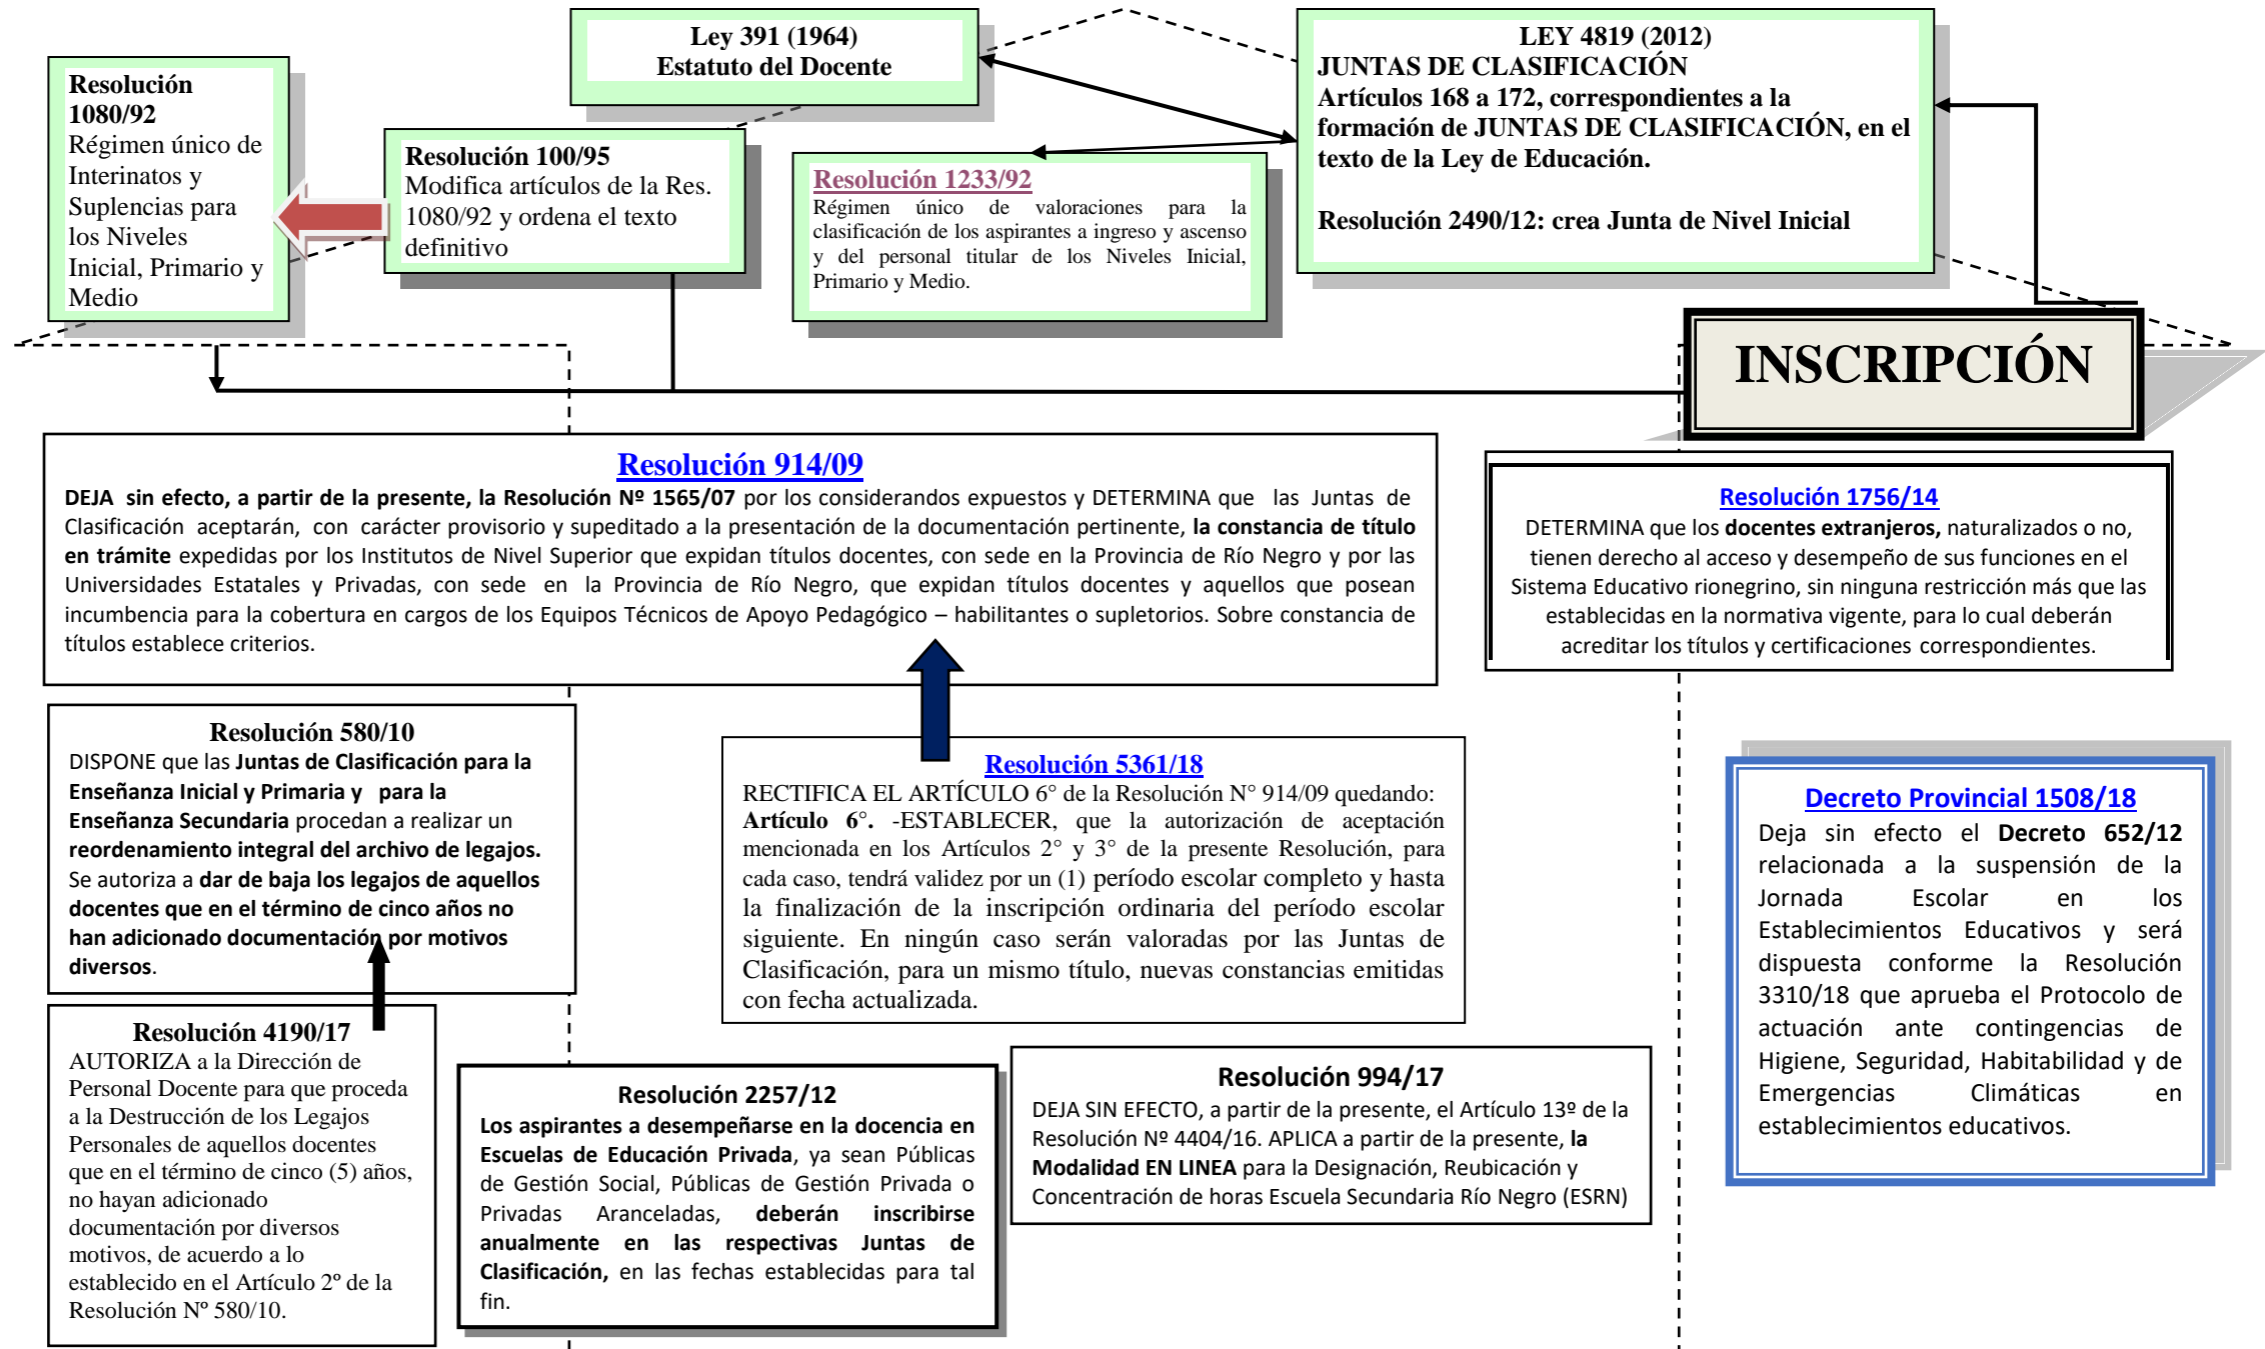 Ley 391 (1964)
Estatuto del Docente
LEY 4819 (2012)
JUNTAS DE CLASIFICACIÓN
Artículos 168 a 172, correspondientes a la
formación de JUNTAS DE CLASIFICACIÓN, en el
texto de la Ley de Educación.
Resolución 2490/12: crea Junta de Nivel Inicial
Resolución
1080/92
Régimen único de
Interinatos y
Suplencias para
los Niveles
Inicial, Primario y
Medio
Resolución 100/95
Modifica artículos de la Res.
1080/92 y ordena el texto
definitivo
Resolución 1233/92
Régimen único de valoraciones para la
clasificación de los aspirantes a ingreso y ascenso
y del personal titular de los Niveles Inicial,
Primario y Medio.
INSCRIPCIÓN
Resolución 914/09
DEJA sin efecto, a partir de la presente, la Resolución Nº 1565/07 por los considerandos expuestos y DETERMINA que las Juntas de
Clasificación aceptarán, con carácter provisorio y supeditado a la presentación de la documentación pertinente, la constancia de título
en trámite expedidas por los Institutos de Nivel Superior que expidan títulos docentes, con sede en la Provincia de Río Negro y por las
Universidades Estatales y Privadas, con sede en la Provincia de Río Negro, que expidan títulos docentes y aquellos que posean
incumbencia para la cobertura en cargos de los Equipos Técnicos de Apoyo Pedagógico – habilitantes o supletorios. Sobre constancia de
títulos establece criterios.
Resolución 1756/14
DETERMINA que los docentes extranjeros, naturalizados o no,
tienen derecho al acceso y desempeño de sus funciones en el
Sistema Educativo rionegrino, sin ninguna restricción más que las
establecidas en la normativa vigente, para lo cual deberán
acreditar los títulos y certificaciones correspondientes.
Resolución 580/10
DISPONE que las Juntas de Clasificación para la
Enseñanza Inicial y Primaria y para la
Enseñanza Secundaria procedan a realizar un
reordenamiento integral del archivo de legajos.
Se autoriza a dar de baja los legajos de aquellos
docentes que en el término de cinco años no
han adicionado documentación por motivos
diversos.
Resolución 5361/18
RECTIFICA EL ARTÍCULO 6° de la Resolución N° 914/09 quedando:
Artículo 6°. -ESTABLECER, que la autorización de aceptación
mencionada en los Artículos 2° y 3° de la presente Resolución, para
cada caso, tendrá validez por un (1) período escolar completo y hasta
la finalización de la inscripción ordinaria del período escolar
siguiente. En ningún caso serán valoradas por las Juntas de
Clasificación, para un mismo título, nuevas constancias emitidas
con fecha actualizada.
Decreto Provincial 1508/18
Deja sin efecto el Decreto 652/12
relacionada a la suspensión de la
Jornada Escolar en los
Establecimientos Educativos y será
dispuesta conforme la Resolución
3310/18 que aprueba el Protocolo de
actuación ante contingencias de
Higiene, Seguridad, Habitabilidad y de
Emergencias Climáticas en
establecimientos educativos.
Resolución 4190/17
AUTORIZA a la Dirección de
Personal Docente para que proceda
a la Destrucción de los Legajos
Personales de aquellos docentes
que en el término de cinco (5) años,
no hayan adicionado
documentación por diversos
motivos, de acuerdo a lo
establecido en el Artículo 2º de la
Resolución Nº 580/10.
Resolución 2257/12
Los aspirantes a desempeñarse en la docencia en
Escuelas de Educación Privada, ya sean Públicas
de Gestión Social, Públicas de Gestión Privada o
Privadas Aranceladas, deberán inscribirse
anualmente en las respectivas Juntas de
Clasificación, en las fechas establecidas para tal
fin.
Resolución 994/17
DEJA SIN EFECTO, a partir de la presente, el Artículo 13º de la
Resolución Nº 4404/16. APLICA a partir de la presente, la
Modalidad EN LINEA para la Designación, Reubicación y
Concentración de horas Escuela Secundaria Río Negro (ESRN)